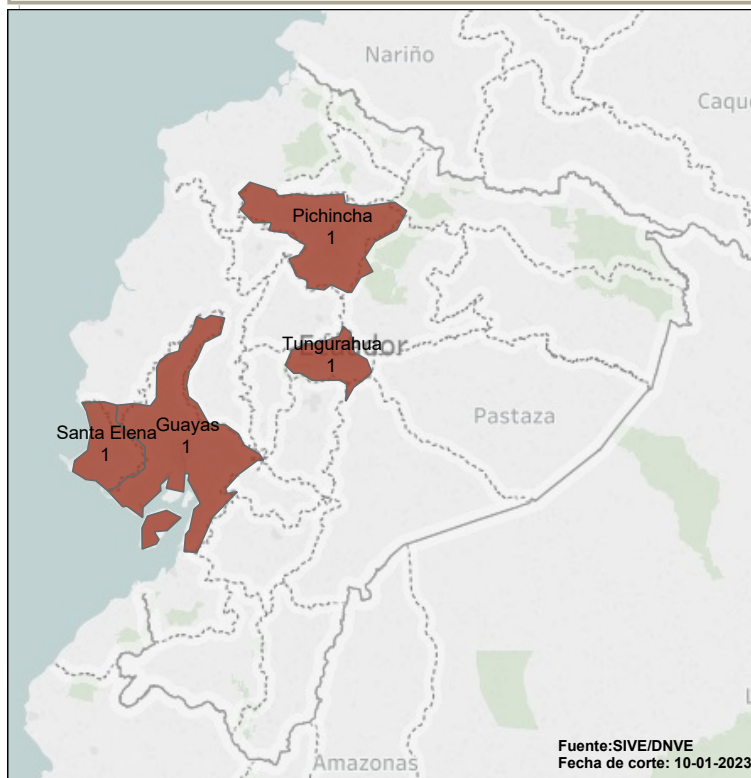 Nariño
Caque
Pichincha
1
Tungurahua
1
Ecuador
Pastaza
Guayas
1
Santa Elena
1
Fuente:SIVE/DNVE
Fecha de corte: 10-01-2023
Amazonas
L